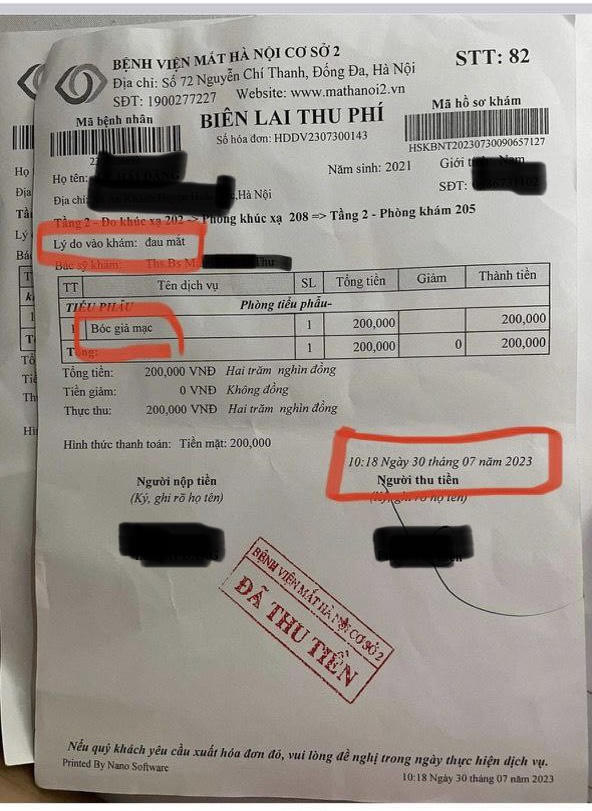 BỆNH VIỆN MẮT HÀ NỘI CƠ SỞ 2
STT: 82
Địa chỉ: Số 72 Nguyễn Chí Thanh, Đống Đa, Hà Nội
SĐT: 1900277227 Website: www.mathanoi2.vn
Mã bệnh nhân
BIÊN LAI THU PHÍ
Mã hồ sơ khám
Số hóa đơn: HDDV2307300143
HSKBNT20230730090657127
Họ tên:
Năm sinh: 2021
Giới
Địa chỉ: ,Hà Nội
SĐT:
Tầng 2 - Đo khúc xạ 202 => Phòng khúc xạ 208 => Tầng 2 - Phòng khám 205
Lý do vào khám: đau mắt
Bác sỹ khám: Ths.Bs
TT Tên dịch vụ SL Tổng tiền Giảm Thành tiền
TIỂU PHẪU Phòng tiểu phẫu-
1 Bóc giả mạc 1 200,000 200,000
Tổng: 1 200,000 0 200,000
Tổng tiền: 200,000 VNĐ Hai trăm nghìn đồng
Tiền giảm: 0 VNĐ Không đồng
Thực thu: 200,000 VNĐ Hai trăm nghìn đồng
Hình thức thanh toán: Tiền mặt: 200,000
10:18 Ngày 30 tháng 07 năm 2023
Người nộp tiền
Người thu tiền
(Ký, ghi rõ họ tên)
(Ký, ghi rõ họ tên)
BỆNH VIỆN MẮT HÀ NỘI CƠ SỞ 2
ĐÃ THU TIỀN
Nếu quý khách yêu cầu xuất hóa đơn đỏ, vui lòng đề nghị trong ngày thực hiện dịch vụ.
Printed By Nano Software
10:18 Ngày 30 tháng 07 năm 2023